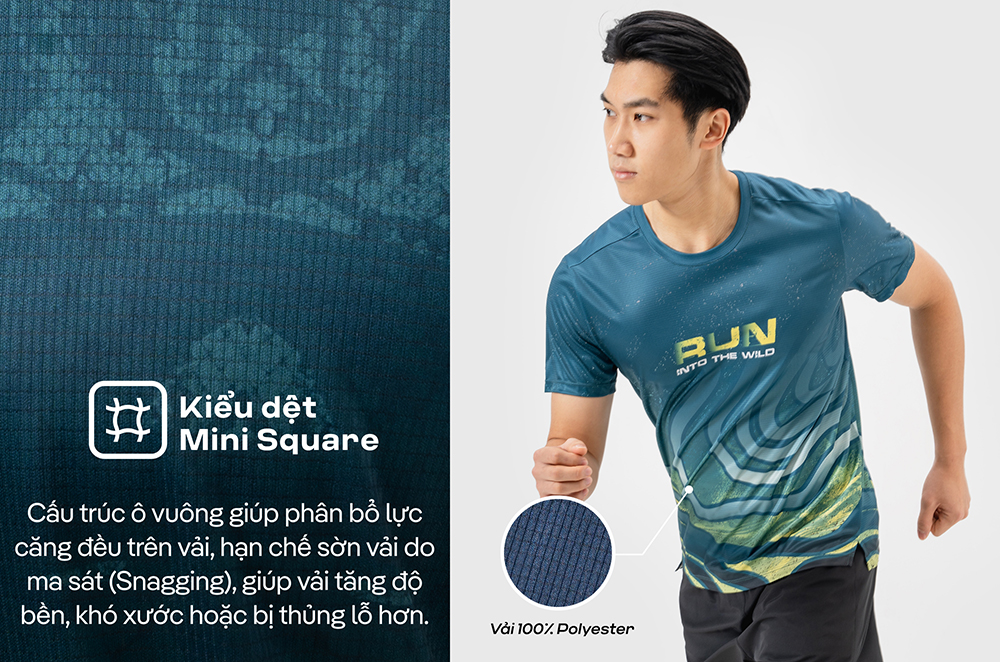 Kiểu dệt
Mini Square
Cấu trúc ô vuông giúp phân bổ lực
căng đều trên vải, hạn chế sờn vải do
ma sát (Snagging), giúp vải tăng độ
bền, khó xước hoặc bị thủng lỗ hơn.
RUN
INTO THE WILD
Vải 100% Polyester